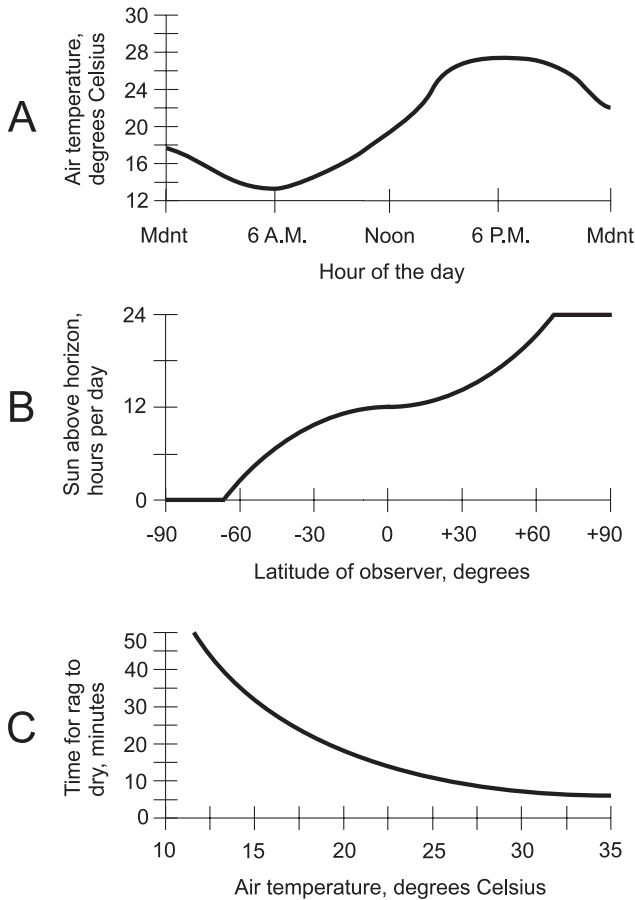 A
Air temperature,
degrees Celsius
30
28
24
20
16
12
Mdnt
6 A.M.
Noon
6 P.M.
Mdnt
Hour of the day
B
Sun above horizon,
hours per day
24
12
0
-90
-60
-30
0
+30
+60
+90
Latitude of observer, degrees
C
Time for rag to
dry, minutes
50
40
30
20
10
0
10
15
20
25
30
35
Air temperature, degrees Celsius